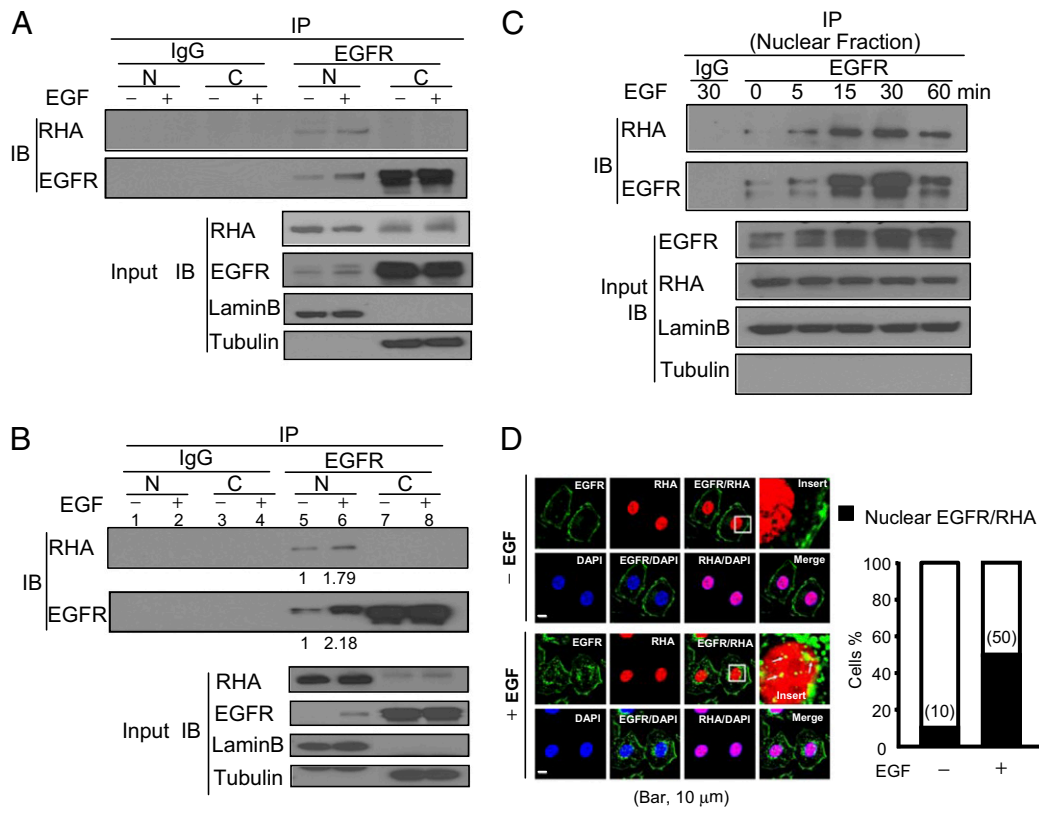 A
IP
IgG EGFR
N C N C
EGF − + − + − + − +
IB
RHA
EGFR
Input IB
RHA
EGFR
LaminB
Tubulin
B
IP
IgG EGFR
N C N C
EGF − + − + − + − +
1 2 3 4 5 6 7 8
IB
RHA
1 1.79
EGFR
1 2.18
Input IB
RHA
EGFR
LaminB
Tubulin
C
IP
(Nuclear Fraction)
IgG EGFR
EGF 30 0 5 15 30 60 min
IB
RHA
EGFR
Input
IB
EGFR
RHA
LaminB
Tubulin
D
− EGF
EGFR RHA EGFR/RHA Insert
DAPI EGFR/DAPI RHA/DAPI Merge
+ EGF
EGFR RHA EGFR/RHA
Insert
DAPI EGFR/DAPI RHA/DAPI Merge
(Bar, 10 μm)
Nuclear EGFR/RHA
Cells %
100
80
60
40
20
0
(10)
(50)
EGF − +